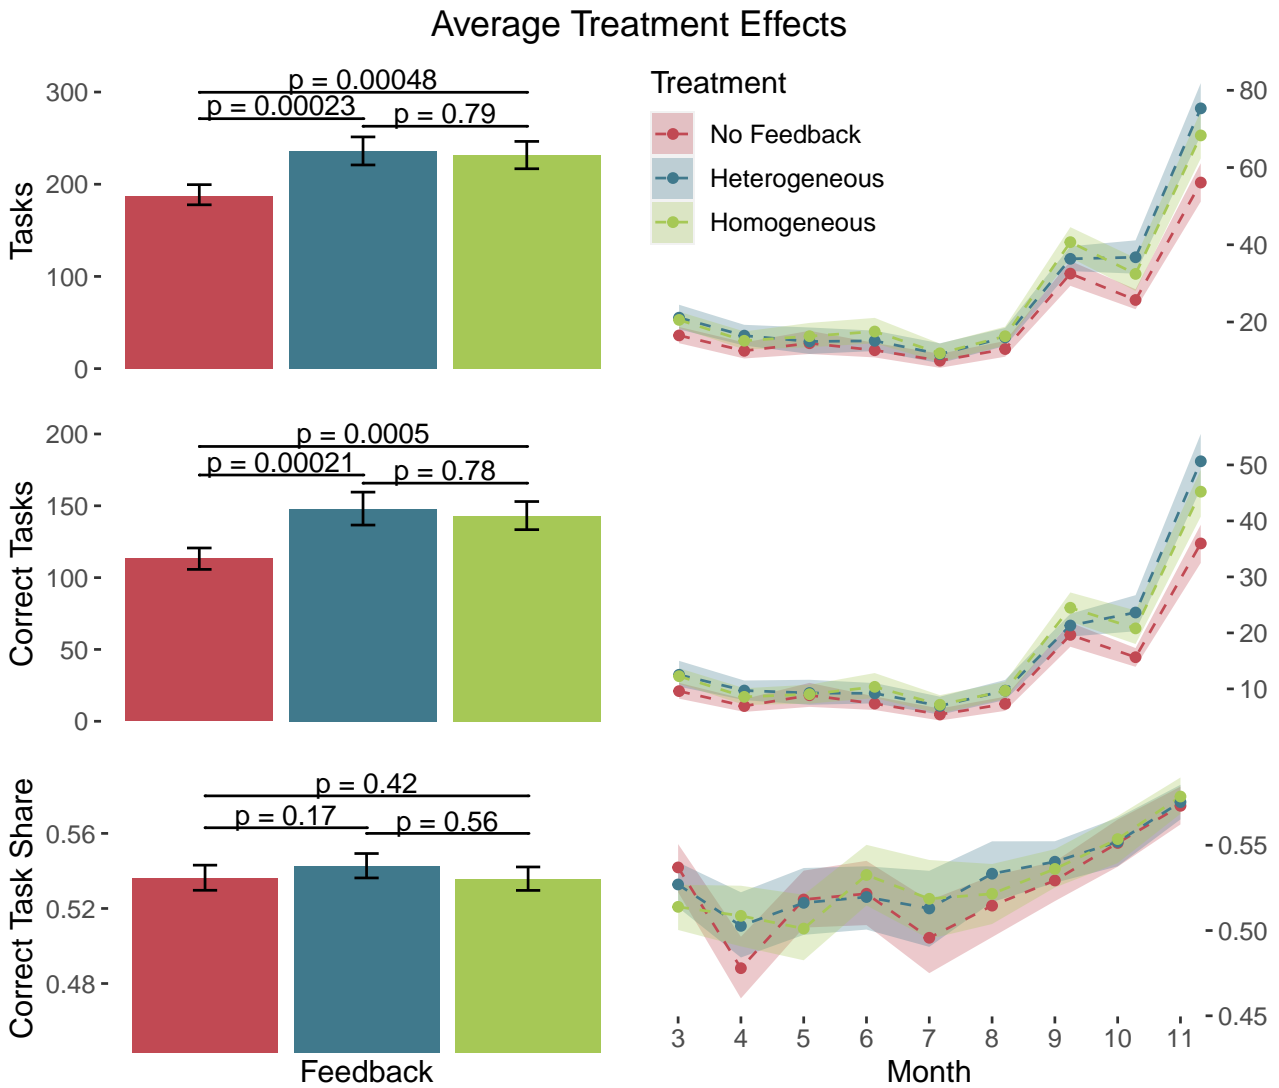 Average Treatment Effects
Tasks
300
200
100
0
p = 0.00048
p = 0.00023
p = 0.79
Treatment
No Feedback
Heterogeneous
Homogeneous
80
60
40
20
Correct Tasks
200
150
100
50
0
p = 0.0005
p = 0.00021
p = 0.78
50
40
30
20
10
Correct Task Share
0.56
0.52
0.48
p = 0.42
p = 0.17
p = 0.56
Feedback
0.55
0.50
0.45
3 4 5 6 7 8 9 10 11
Month